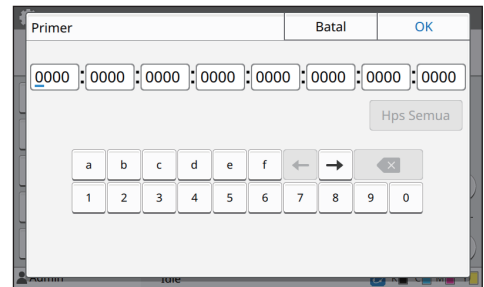 Primer Batal OK
0000:0000:0000:0000:0000:0000:0000:0000
Hps Semua
a b c d e f
1 2 3 4 5 6 7 8 9 0
Admin Idle